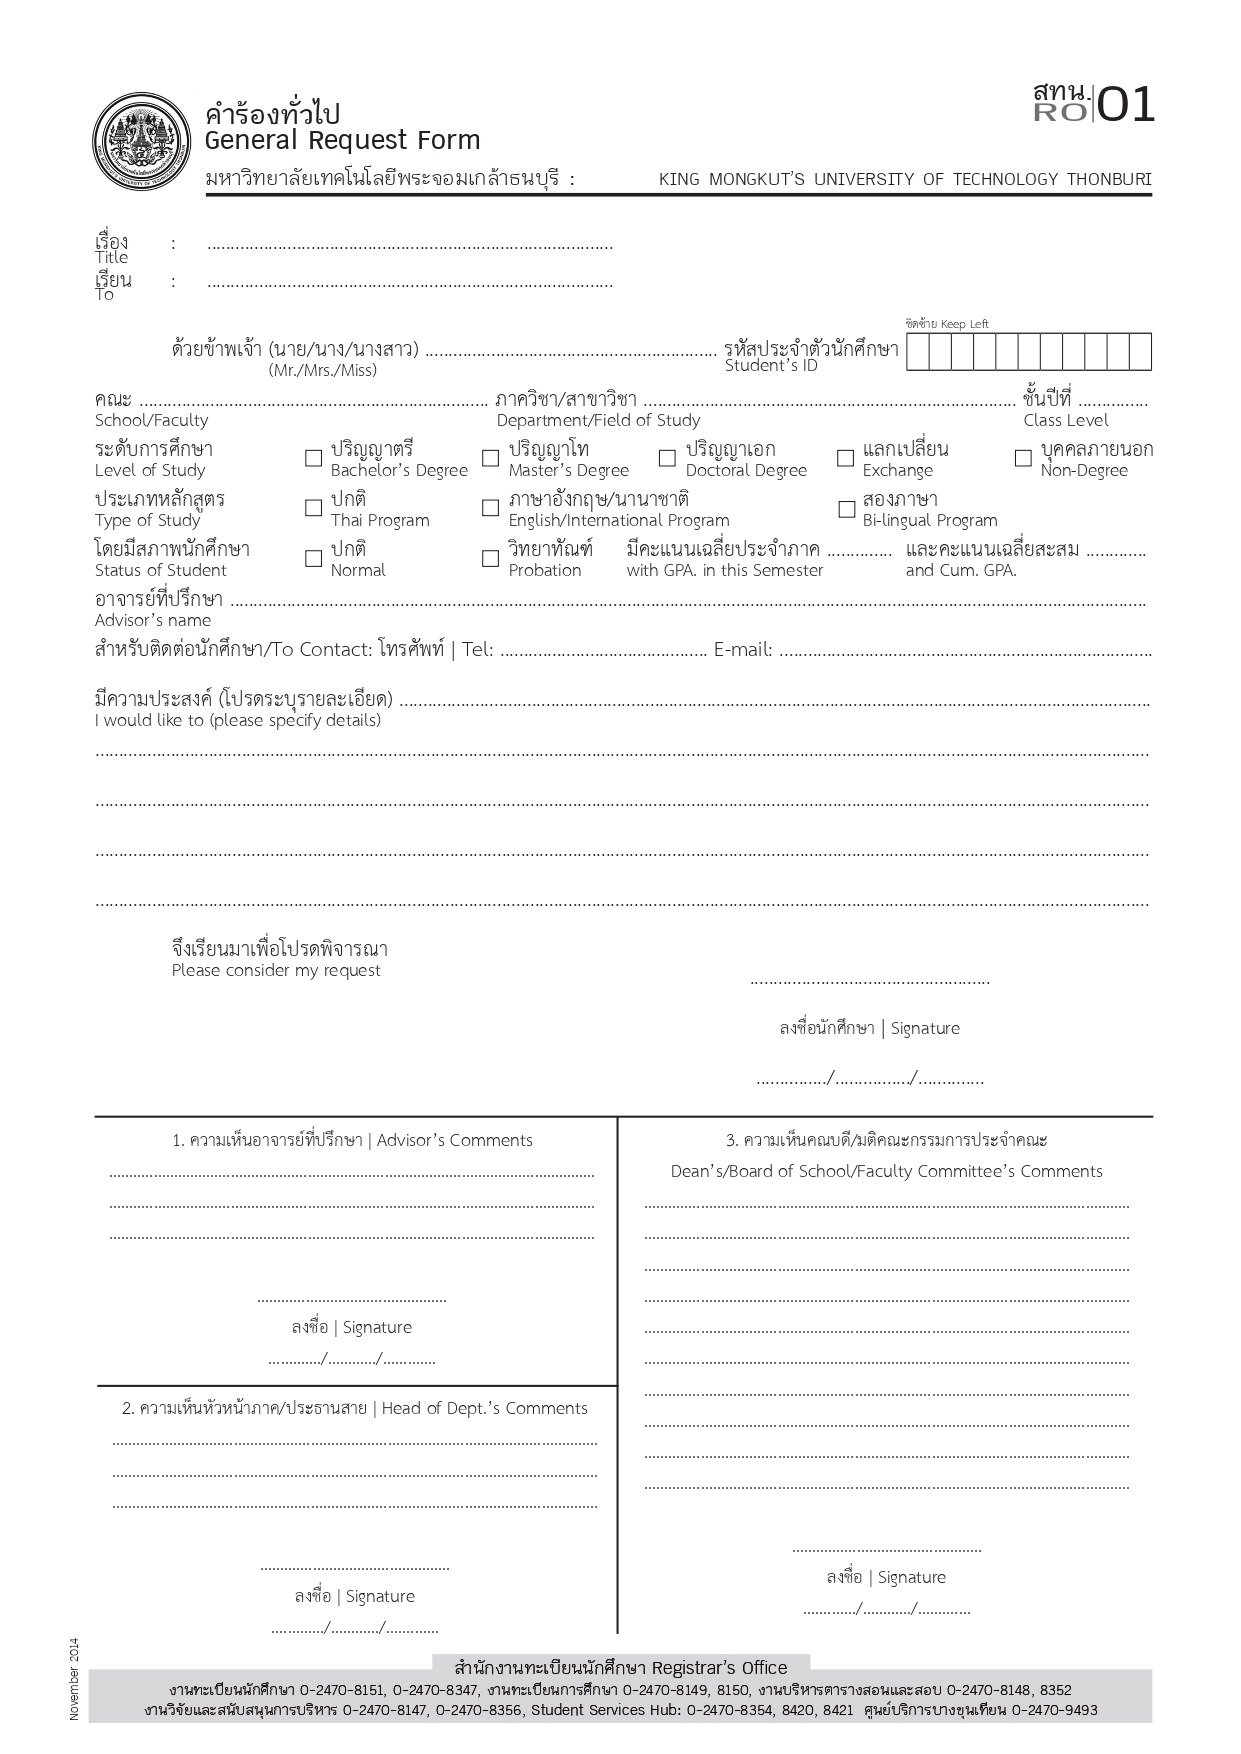 คำร้องทั่วไป
General Request Form
สทน.
RO 01
มหาวิทยาลัยเทคโนโลยีพระจอมเกล้าธนบุรี : KING MONGKUT'S UNIVERSITY OF TECHNOLOGY THONBURI
เรื่อง : ......................................................................................
Title
เรียน : ......................................................................................
To
ชิดซ้าย Keep Left
ด้วยข้าพเจ้า (นาย/นาง/นางสาว) .............................................................. รหัสประจำตัวนักศึกษา
(Mr./Mrs./Miss) Student's ID
คณะ .......................................................................... ภาควิชา/สาขาวิชา ............................................................................... ชั้นปีที่ ...............
School/Faculty Department/Field of Study Class Level
ระดับการศึกษา ☐ ปริญญาตรี ☐ ปริญญาโท ☐ ปริญญาเอก ☐ แลกเปลี่ยน ☐ บุคคลภายนอก
Level of Study Bachelor's Degree Master's Degree Doctoral Degree Exchange Non-Degree
ประเภทหลักสูตร ☐ ปกติ ☐ ภาษาอังกฤษ/นานาชาติ ☐ สองภาษา
Type of Study Thai Program English/International Program Bi-lingual Program
โดยมีสภาพนักศึกษา ☐ ปกติ ☐ วิทยาทัณฑ์ มีคะแนนเฉลี่ยประจำภาค .............. และคะแนนเฉลี่ยสะสม .............
Status of Student Normal Probation with GPA. in this Semester and Cum. GPA.
อาจารย์ที่ปรึกษา ....................................................................................................
Advisor's name
สำหรับติดต่อนักศึกษา/To Contact: โทรศัพท์ | Tel: ............................................ E-mail: ...............................................................................
มีความประสงค์ (โปรดระบุรายละเอียด) ....................................................................................................
I would like to (please specify details)
....................................................................................................
....................................................................................................
....................................................................................................
....................................................................................................
จึงเรียนมาเพื่อโปรดพิจารณา
Please consider my request
...................................................
ลงชื่อนักศึกษา | Signature
.............../................/..............
1. ความเห็นอาจารย์ที่ปรึกษา | Advisor's Comments
....................................................................................................
....................................................................................................
....................................................................................................
...............................................
ลงชื่อ | Signature
............./............/.............
2. ความเห็นหัวหน้าภาค/ประธานสาย | Head of Dept.'s Comments
....................................................................................................
....................................................................................................
....................................................................................................
...............................................
ลงชื่อ | Signature
............./............/.............
3. ความเห็นคณบดี/มติคณะกรรมการประจำคณะ
Dean's/Board of School/Faculty Committee's Comments
....................................................................................................
....................................................................................................
....................................................................................................
....................................................................................................
....................................................................................................
....................................................................................................
....................................................................................................
....................................................................................................
....................................................................................................
....................................................................................................
...............................................
ลงชื่อ | Signature
............./............/.............
November 2014
สำนักงานทะเบียนนักศึกษา Registrar's Office
งานทะเบียนนักศึกษา 0-2470-8151, 0-2470-8347, งานทะเบียนการศึกษา 0-2470-8149, 8150, งานบริหารตารางสอนและสอบ 0-2470-8148, 8352
งานวิจัยและสนับสนุนการบริหาร 0-2470-8147, 0-2470-8356, Student Services Hub: 0-2470-8354, 8420, 8421 ศูนย์บริการบางขุนเทียน 0-2470-9493